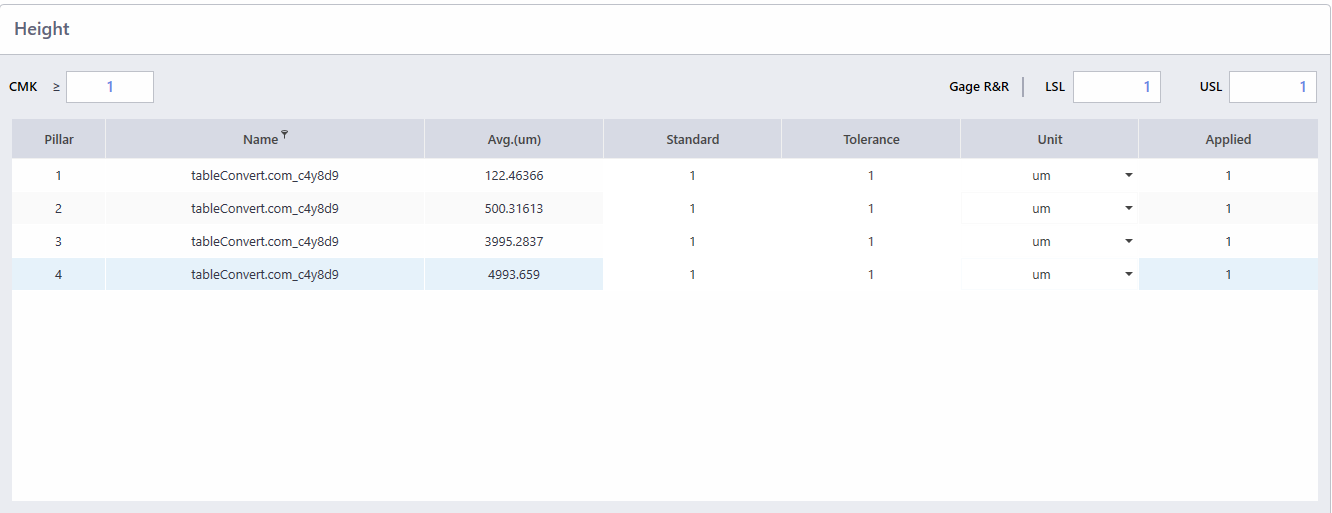 Height
CMK ≥ 1 Gage R&R LSL 1 USL 1
Pillar Name Avg.(um) Standard Tolerance Unit Applied
1 tableConvert.com_c4y8d9 122.46366 1 1 um 1
2 tableConvert.com_c4y8d9 500.31613 1 1 um 1
3 tableConvert.com_c4y8d9 3995.2837 1 1 um 1
4 tableConvert.com_c4y8d9 4993.659 1 1 um 1